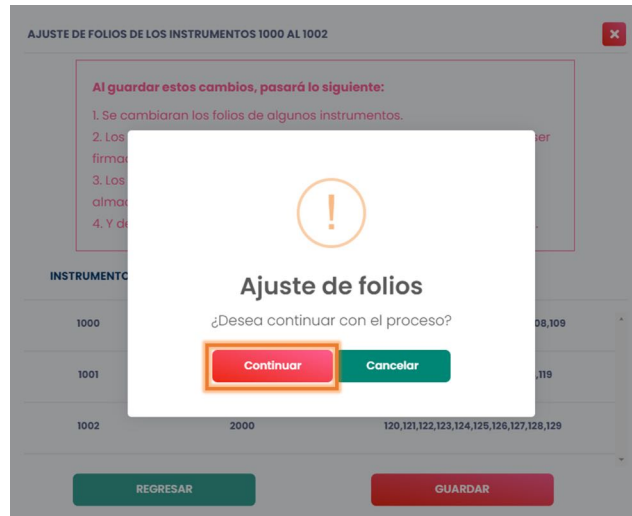 AJUSTE DE FOLIOS DE LOS INSTRUMENTOS 1000 AL 1002
Al guardar estos cambios, pasará lo siguiente:
1. Se cambiaran los folios de algunos instrumentos.
2. Los ser
3. Los
4. Y
Ajuste de folios
INSTRUMENTO
¿Desea continuar con el proceso?
1000 08,109
Continuar Cancelar
1001 ,119
1002 2000 120,121,122,123,124,125,126,127,128,129
REGRESAR GUARDAR